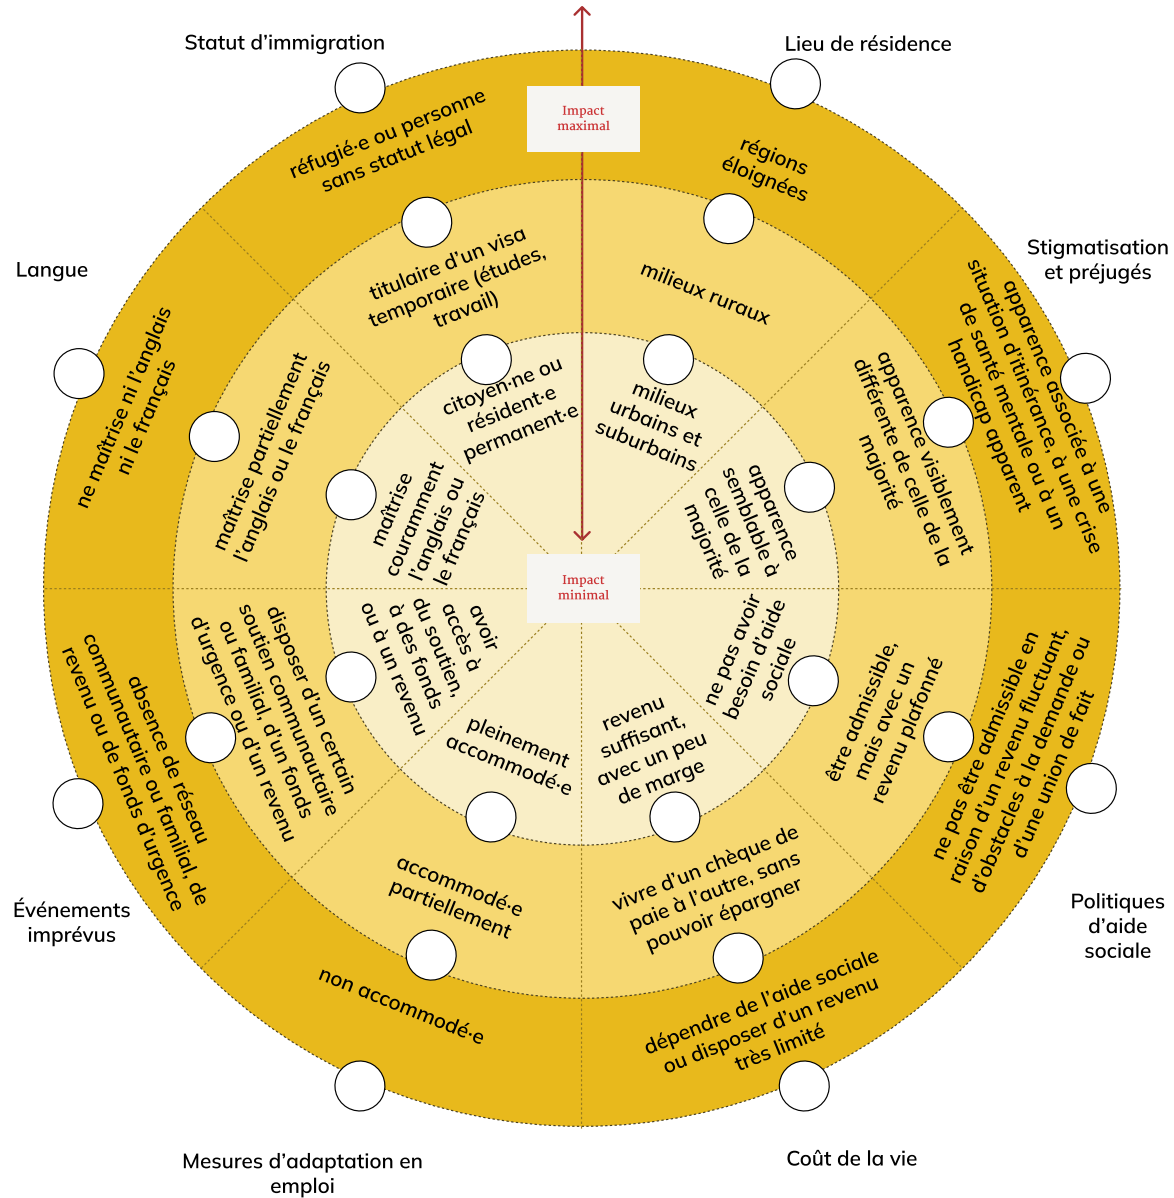 Statut d’immigration
Lieu de résidence
Impact
maximal
réfugié·e ou personne
sans statut légal
régions
éloignées
titulaire d’un visa
temporaire (études,
travail)
milieux ruraux
citoyen·ne ou
résident·e
permanent·e
milieux
urbains et
suburbains
Langue
Stigmatisation
et préjugés
ne maîtrise ni l’anglais
ni le français
maîtrise partiellement
l’anglais ou le français
maîtrise
couramment
l’anglais ou
le français
apparence
semblable à
celle de la
majorité
apparence visiblement
différente de celle de la
majorité
apparence associée à une
situation d’itinérance, à une crise
de santé mentale ou à un
handicap apparent
Impact
minimal
absence de réseau
communautaire ou familial, de
revenu ou de fonds d’urgence
disposer d’un certain
soutien communautaire
ou familial, d’un fonds
d’urgence ou d’un revenu
avoir
accès à
du soutien,
à des fonds
ou à un revenu
ne pas avoir
besoin d’aide
sociale
être admissible,
mais avec un
revenu plafonné
ne pas être admissible en
raison d’un revenu fluctuant,
d’obstacles à la demande ou
d’une union de fait
pleinement
accommodé·e
revenu
suffisant,
avec un peu
de marge
accommodé·e
partiellement
vivre d’un chèque de
paie à l’autre, sans
pouvoir épargner
non accommodé·e
dépendre de l’aide sociale
ou disposer d’un revenu
très limité
Événements
imprévus
Politiques
d’aide
sociale
Mesures d’adaptation en
emploi
Coût de la vie